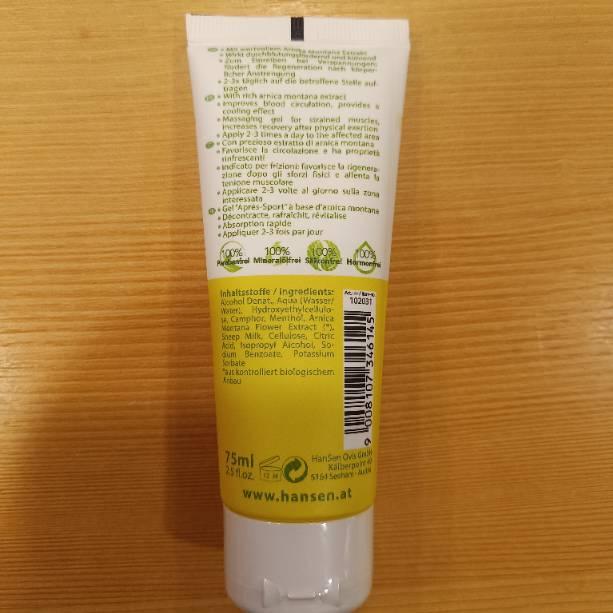 • Mit wertvollem Arnica Montana Extrakt
• Wirkt durchblutungsfördernd und kühlend
• Zum Einreiben bei Verspannungen;
fördert die Regeneration nach körper-
licher Anstrengung
• 2-3x täglich auf die betroffene Stelle auf-
tragen
• With rich arnica montana extract
• Improves blood circulation, provides a
cooling effect
• Massaging gel for strained muscles,
increases recovery after physical exertion
• Apply 2-3 times a day to the affected area
• Con prezioso estratto di arnica montana
• Favorisce la circolazione e ha proprietà
rinfrescanti
• Indicato per frizioni: favorisce la rigenera-
zione dopo gli sforzi fisici e allenta la
tenione muscolare
• Applicare 2-3 volte al giorno sulla zona
interessata
• Gel "Après-Sport" à base d'arnica montana
• Décontracte, rafraîchit, révitalise
• Absorption rapide
• Appliquer 2-3 fois par jour
100% 100% 100% 100%
Parabenfrei Mineralölfrei Silikonfrei Hormonfrei
Inhaltsstoffe / Ingredients:
Alcohol Denat., Aqua (Wasser/
Water), Hydroxyethylcellulo-
se, Camphor, Menthol, Arnica
Montana Flower Extract (*),
Sheep Milk, Cellulose, Citric
Acid, Isopropyl Alcohol, So-
dium Benzoate, Potassium
Sorbate
*aus kontrolliert biologischem
Anbau
102031
9 008107 346145
75ml
2.5 fl.oz.
12 M
HanSen Ovis GmbH
5164 Seeham - Austria
www.hansen.at